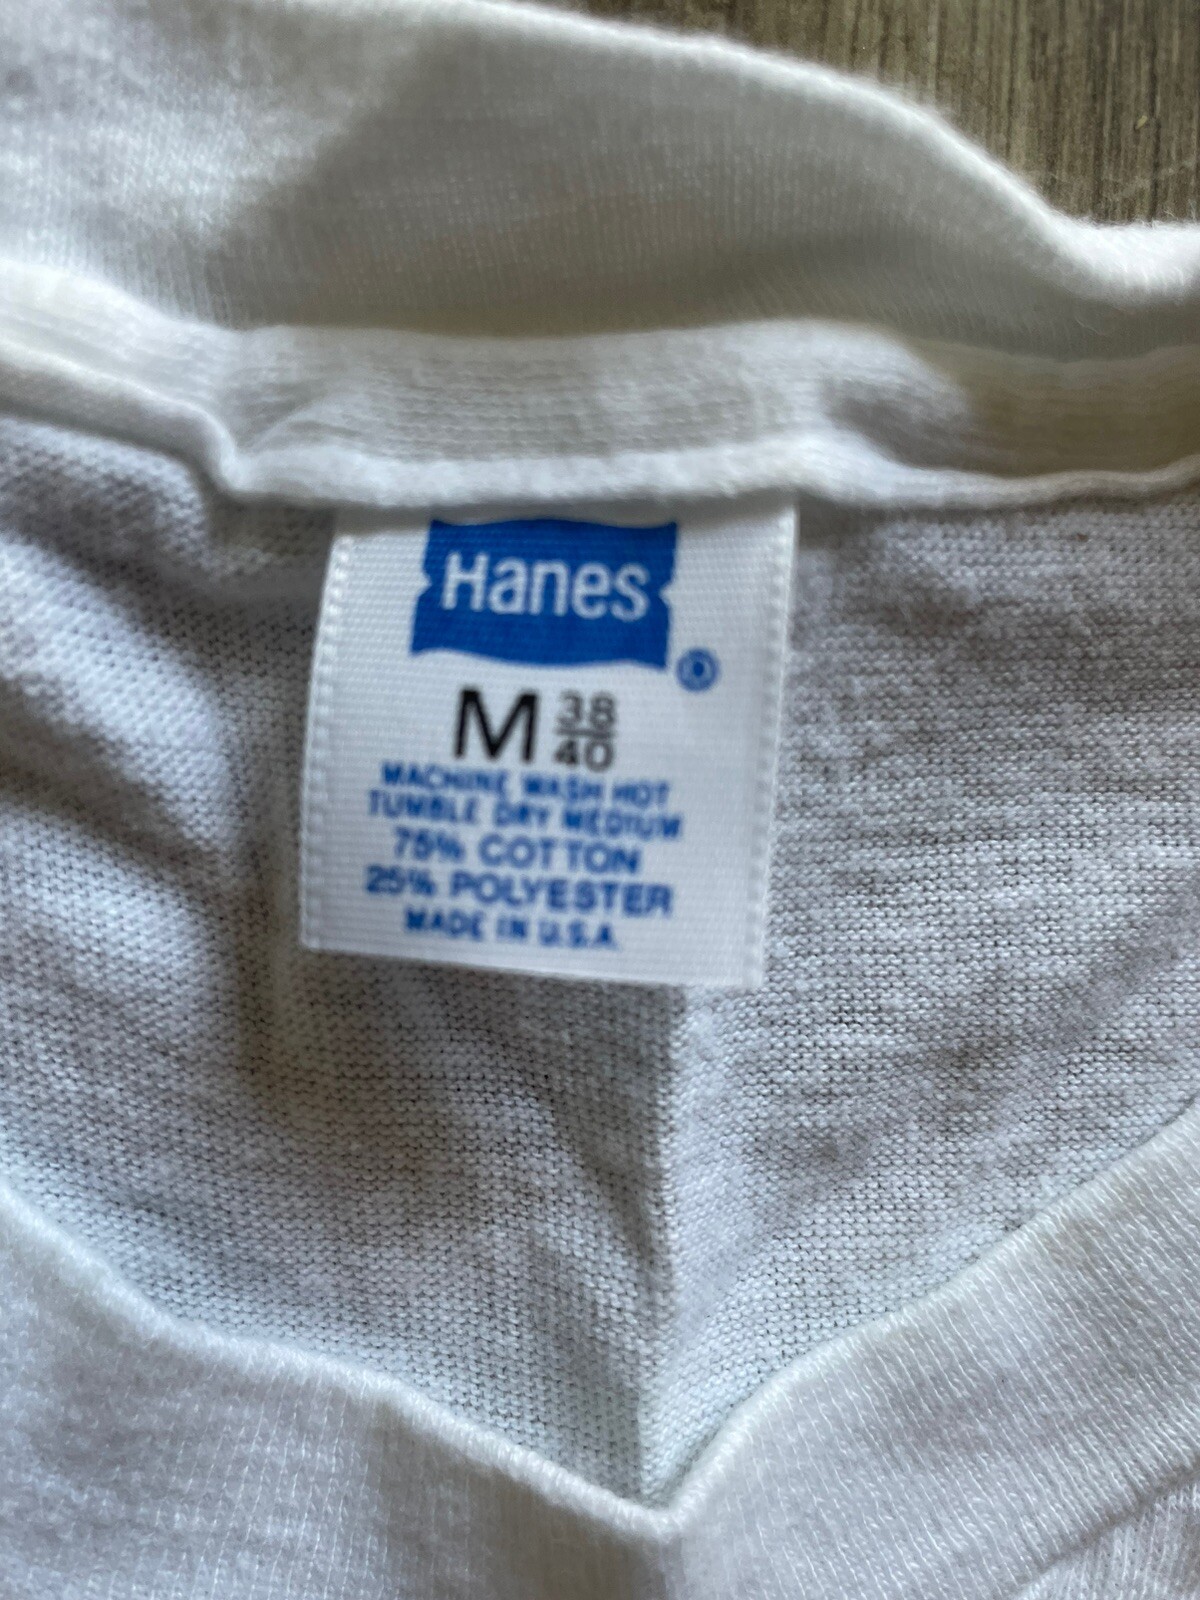 Hanes
®
M 38/40
MACHINE WASH HOT
TUMBLE DRY MEDIUM
75% COTTON
25% POLYESTER
MADE IN U.S.A.